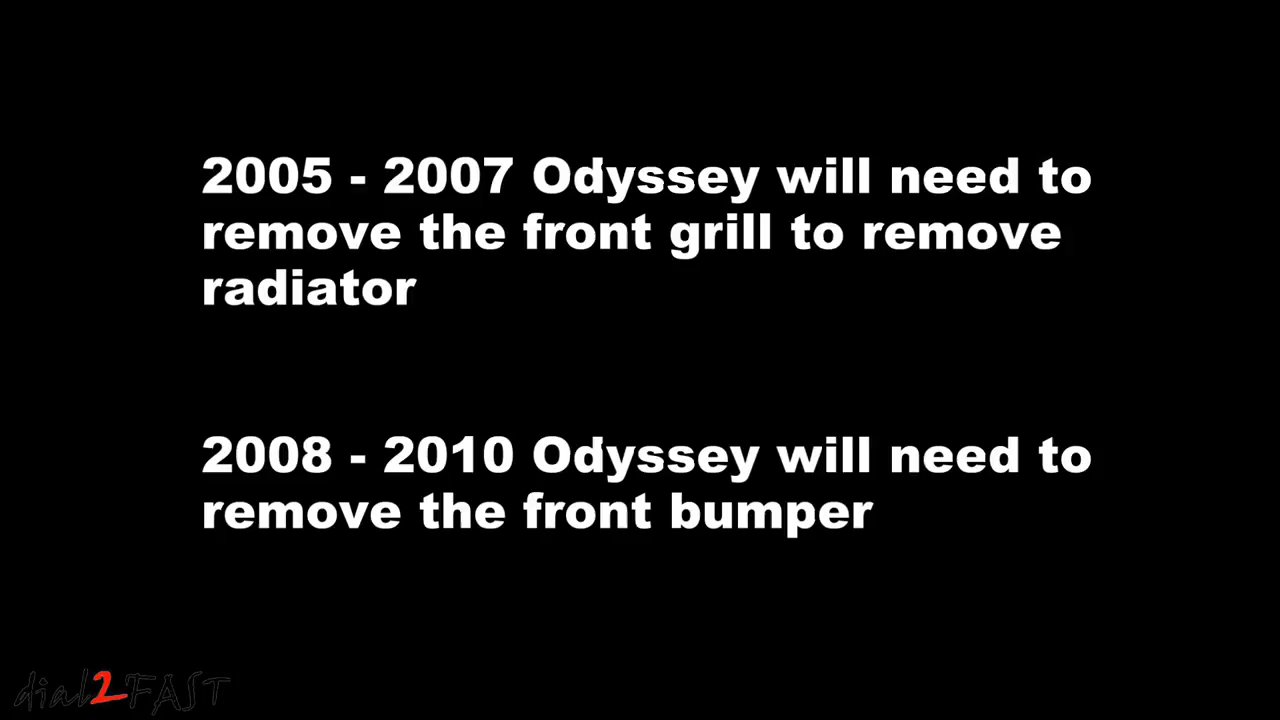 2005 - 2007 Odyssey will need to
remove the front grill to remove
radiator
2008 - 2010 Odyssey will need to
remove the front bumper
dial2FAST